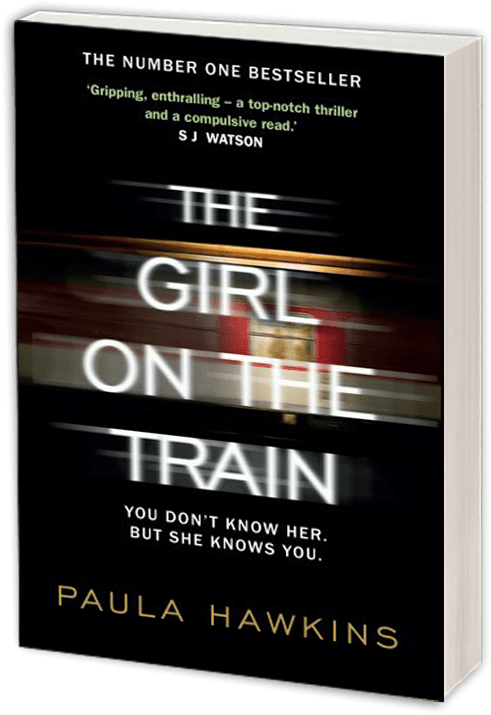 THE NUMBER ONE BESTSELLER
‘Gripping, enthralling – a top-notch thriller
and a compulsive read.’
S J WATSON
THE
GIRL
ON THE
TRAIN
YOU DON’T KNOW HER.
BUT SHE KNOWS YOU.
PAULA HAWKINS